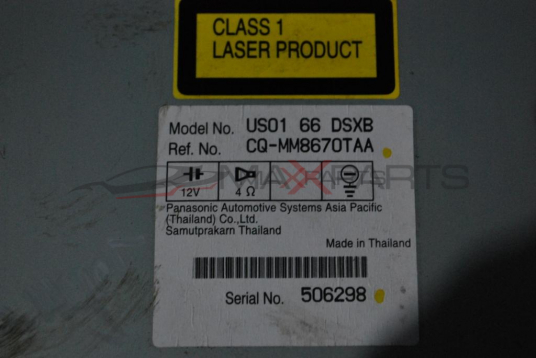 CLASS 1
LASER PRODUCT
Model No. US01 66 DSXB
Ref. No. CQ-MM8670TAA
12V 4 Ω
MAXPARTS
Panasonic Automotive Systems Asia Pacific
(Thailand) Co.,Ltd.
Samutprakarn Thailand
Made in Thailand
Serial No. 506298